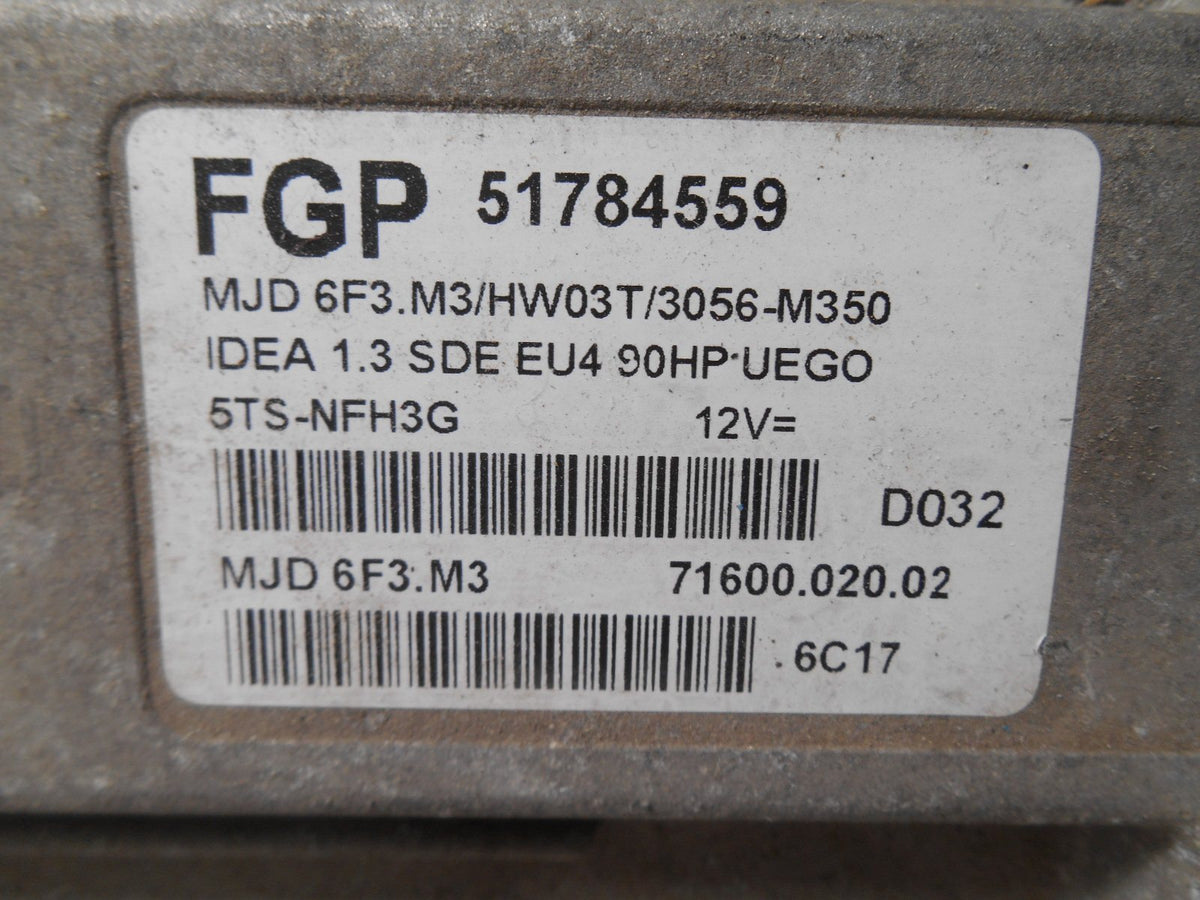 FGP 51784559
MJD 6F3.M3/HW03T/3056-M350
IDEA 1.3 SDE EU4 90HP UEGO
5TS-NFH3G 12V=
D032
MJD 6F3.M3 71600.020.02
6C17